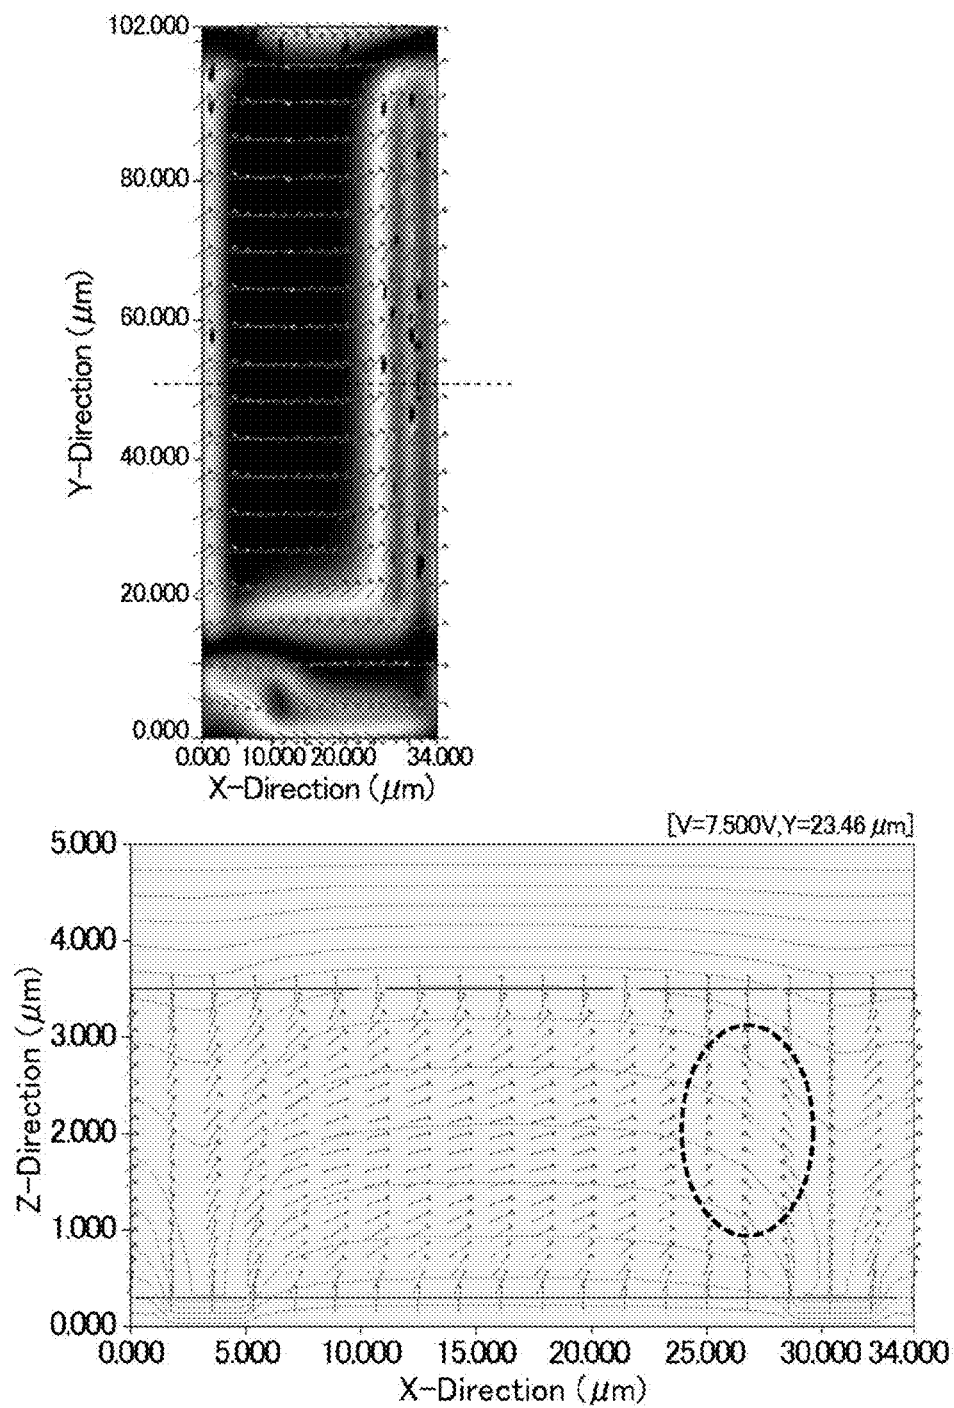 102.000
80.000
60.000
40.000
20.000
0.000
Y-Direction (μm)
0.000 10.000 20.000 34.000
X-Direction (μm)
[V=7.500V,Y=23.46 μm]
5.000
4.000
3.000
2.000
1.000
0.000
Z-Direction (μm)
0.000 5.000 10.000 15.000 20.000 25.000 30.000 34.000
X-Direction (μm)